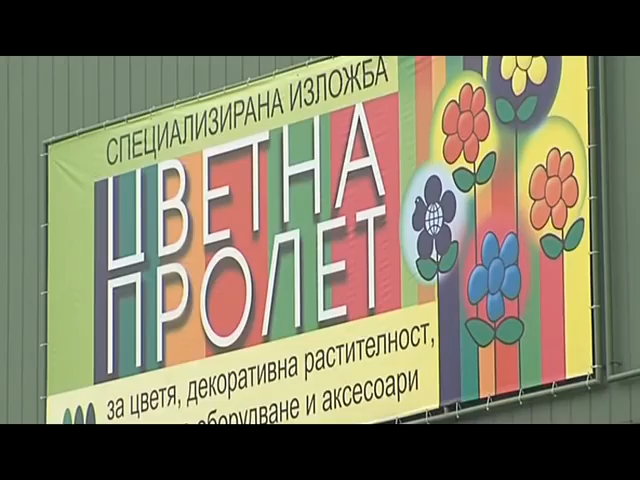 СПЕЦИАЛИЗИРАНА ИЗЛОЖБА
ЦВЕТНА
ПРОЛЕТ
за цветя, декоративна растителност,
оборудване и аксесоари